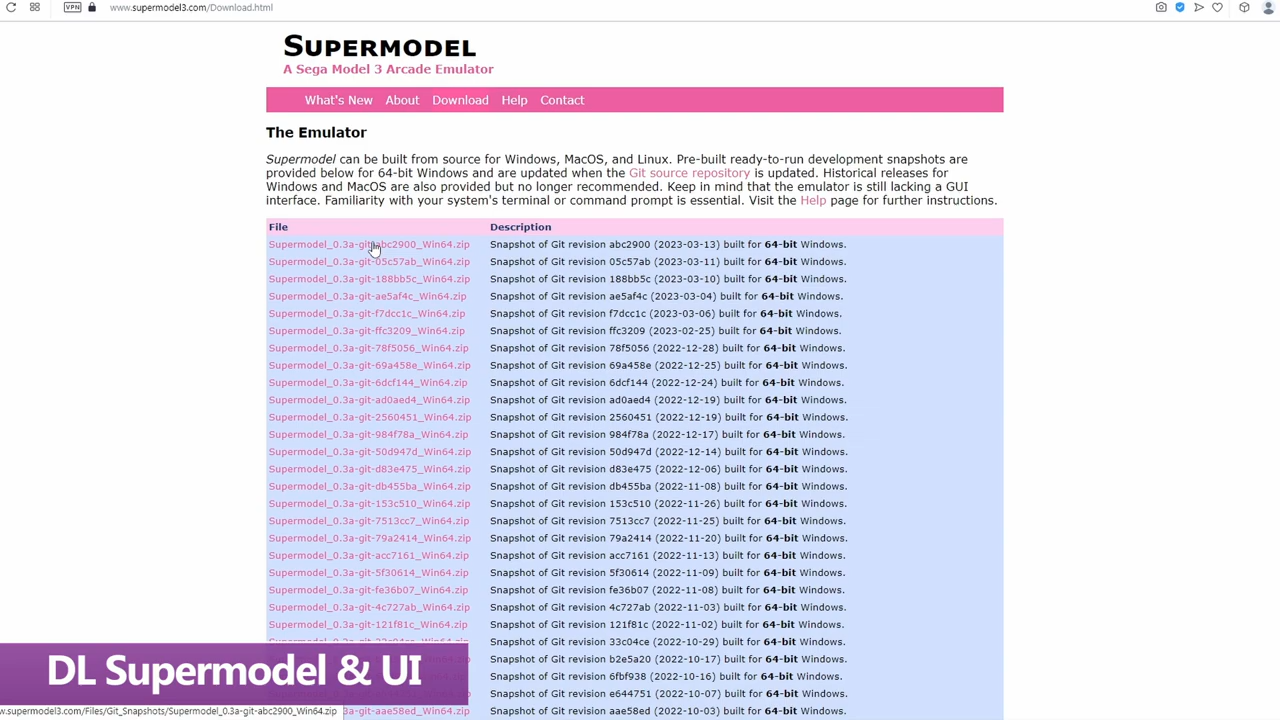 VPN www.supermodel3.com/Download.html
SUPERMODEL
A Sega Model 3 Arcade Emulator
What's New About Download Help Contact
The Emulator
Supermodel can be built from source for Windows, MacOS, and Linux. Pre-built ready-to-run development snapshots are
provided below for 64-bit Windows and are updated when the Git source repository is updated. Historical releases for
Windows and MacOS are also provided but no longer recommended. Keep in mind that the emulator is still lacking a GUI
interface. Familiarity with your system's terminal or command prompt is essential. Visit the Help page for further instructions.
File Description
Supermodel_0.3a-git-abc2900_Win64.zip Snapshot of Git revision abc2900 (2023-03-13) built for 64-bit Windows.
Supermodel_0.3a-git-05c57ab_Win64.zip Snapshot of Git revision 05c57ab (2023-03-11) built for 64-bit Windows.
Supermodel_0.3a-git-188bb5c_Win64.zip Snapshot of Git revision 188bb5c (2023-03-10) built for 64-bit Windows.
Supermodel_0.3a-git-ae5af4c_Win64.zip Snapshot of Git revision ae5af4c (2023-03-04) built for 64-bit Windows.
Supermodel_0.3a-git-f7dcc1c_Win64.zip Snapshot of Git revision f7dcc1c (2023-03-06) built for 64-bit Windows.
Supermodel_0.3a-git-ffc3209_Win64.zip Snapshot of Git revision ffc3209 (2023-02-25) built for 64-bit Windows.
Supermodel_0.3a-git-78f5056_Win64.zip Snapshot of Git revision 78f5056 (2022-12-28) built for 64-bit Windows.
Supermodel_0.3a-git-69a458e_Win64.zip Snapshot of Git revision 69a458e (2022-12-25) built for 64-bit Windows.
Supermodel_0.3a-git-6dcf144_Win64.zip Snapshot of Git revision 6dcf144 (2022-12-24) built for 64-bit Windows.
Supermodel_0.3a-git-ad0aed4_Win64.zip Snapshot of Git revision ad0aed4 (2022-12-19) built for 64-bit Windows.
Supermodel_0.3a-git-2560451_Win64.zip Snapshot of Git revision 2560451 (2022-12-19) built for 64-bit Windows.
Supermodel_0.3a-git-984f78a_Win64.zip Snapshot of Git revision 984f78a (2022-12-17) built for 64-bit Windows.
Supermodel_0.3a-git-50d947d_Win64.zip Snapshot of Git revision 50d947d (2022-12-14) built for 64-bit Windows.
Supermodel_0.3a-git-d83e475_Win64.zip Snapshot of Git revision d83e475 (2022-12-06) built for 64-bit Windows.
Supermodel_0.3a-git-db455ba_Win64.zip Snapshot of Git revision db455ba (2022-11-08) built for 64-bit Windows.
Supermodel_0.3a-git-153c510_Win64.zip Snapshot of Git revision 153c510 (2022-11-26) built for 64-bit Windows.
Supermodel_0.3a-git-7513cc7_Win64.zip Snapshot of Git revision 7513cc7 (2022-11-25) built for 64-bit Windows.
Supermodel_0.3a-git-79a2414_Win64.zip Snapshot of Git revision 79a2414 (2022-11-20) built for 64-bit Windows.
Supermodel_0.3a-git-acc7161_Win64.zip Snapshot of Git revision acc7161 (2022-11-13) built for 64-bit Windows.
Supermodel_0.3a-git-5f30614_Win64.zip Snapshot of Git revision 5f30614 (2022-11-09) built for 64-bit Windows.
Supermodel_0.3a-git-fe36b07_Win64.zip Snapshot of Git revision fe36b07 (2022-11-08) built for 64-bit Windows.
Supermodel_0.3a-git-4c727ab_Win64.zip Snapshot of Git revision 4c727ab (2022-11-03) built for 64-bit Windows.
Supermodel_0.3a-git-121f81c_Win64.zip Snapshot of Git revision 121f81c (2022-11-02) built for 64-bit Windows.
Supermodel_0.3a-git-33c04ce_Win64.zip Snapshot of Git revision 33c04ce (2022-10-29) built for 64-bit Windows.
Snapshot of Git revision b2e5a20 (2022-10-17) built for 64-bit Windows.
Snapshot of Git revision 6fbf938 (2022-10-16) built for 64-bit Windows.
Snapshot of Git revision e644751 (2022-10-07) built for 64-bit Windows.
Snapshot of Git revision aae58ed (2022-10-03) built for 64-bit Windows.
DL Supermodel & UI
w.supermodel3.com/Files/Git_Snapshots/Supermodel_0.3a-git-abc2900_Win64.zip